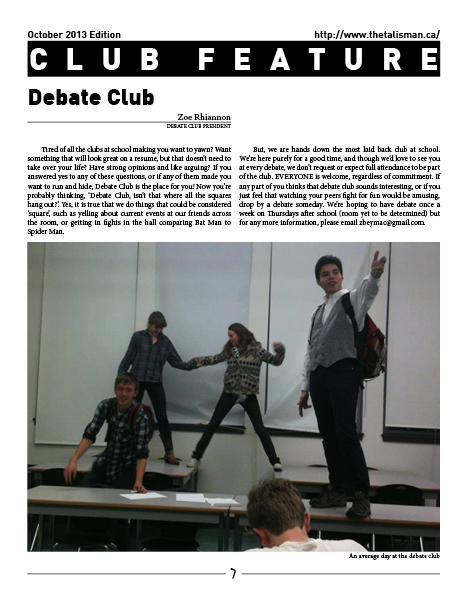 October 2013 Edition
http://www.thetalisman.ca/
CLUB FEATURE
Debate Club
Zoe Rhiannon
DEBATE CLUB PRESIDENT
Tired of all the clubs at school making you want to yawn? Want
something that will look great on a resume, but that doesn't need to
take over your life? Have strong opinions and like arguing? If you
answered yes to any of these questions, or if any of them made you
want to run and hide, Debate Club is the place for you! Now you're
probably thinking, "Debate Club, isn't that where all the squares
hang out?". Yes, it is true that we do things that could be considered
'square', such as yelling about current events at our friends across
the room, or getting in fights in the hall comparing Bat Man to
Spider Man.
But, we are hands down the most laid back club at school.
We're here purely for a good time, and though we'd love to see you
at every debate, we don't request or expect full attendance to be part
of the club. EVERYONE is welcome, regardless of commitment. If
any part of you thinks that debate club sounds interesting, or if you
just feel that watching your peers fight for fun would be amusing,
drop by a debate someday. We're hoping to have debate once a
week on Thursdays after school (room yet to be determined) but
for any more information, please email zbeymac@gmail.com.
An average day at the debate club
7